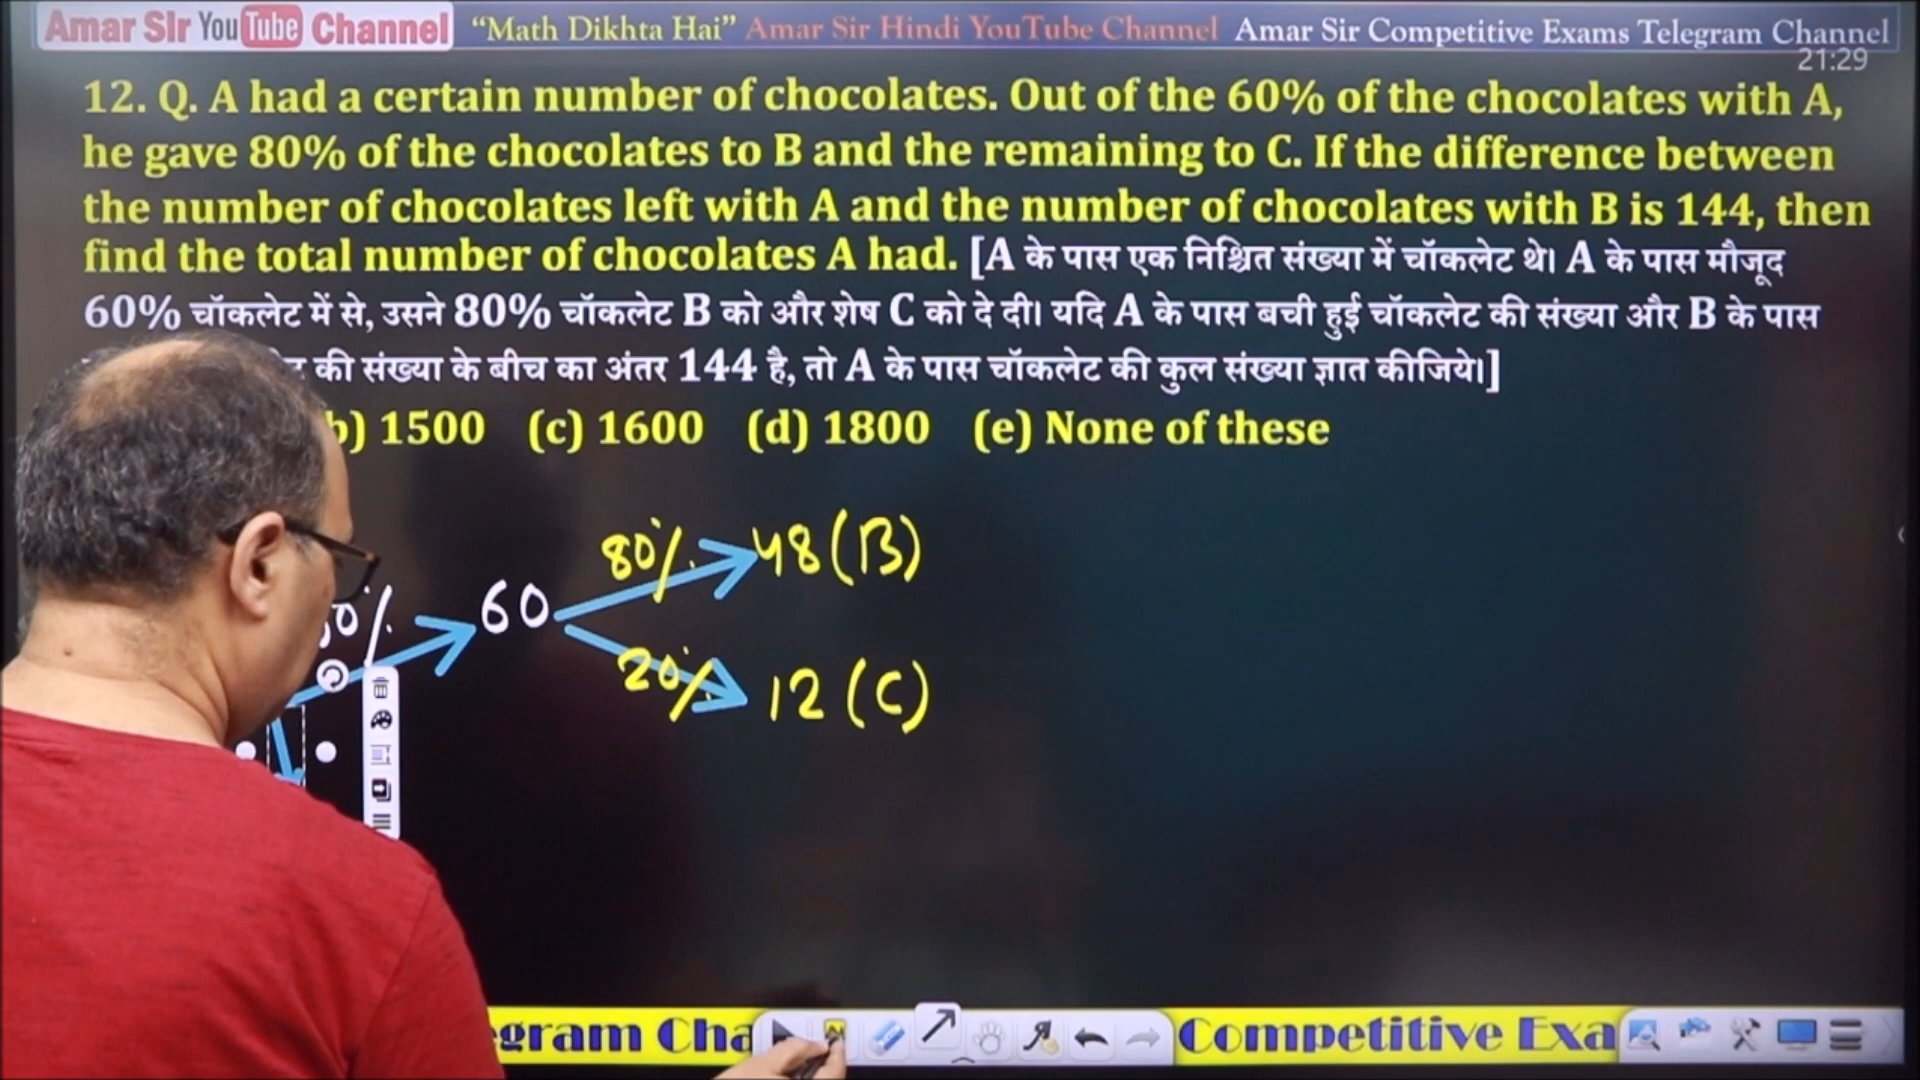 Amar Sir YouTube Channel "Math Dikhta Hai" Amar Sir Hindi YouTube Channel Amar Sir Competitive Exams Telegram Channel
21:29
12. Q. A had a certain number of chocolates. Out of the 60% of the chocolates with A,
he gave 80% of the chocolates to B and the remaining to C. If the difference between
the number of chocolates left with A and the number of chocolates with B is 144, then
find the total number of chocolates A had. [A के पास एक निश्चित संख्या में चॉकलेट थे। A के पास मौजूद
60% चॉकलेट में से, उसने 80% चॉकलेट B को और शेष C को दे दी। यदि A के पास बची हुई चॉकलेट की संख्या और B के पास
की संख्या के बीच का अंतर 144 है, तो A के पास चॉकलेट की कुल संख्या ज्ञात कीजिये।]
b) 1500 (c) 1600 (d) 1800 (e) None of these
80% 48 (B)
0% 60
20% 12 (C)
egram Cha Competitive Exa